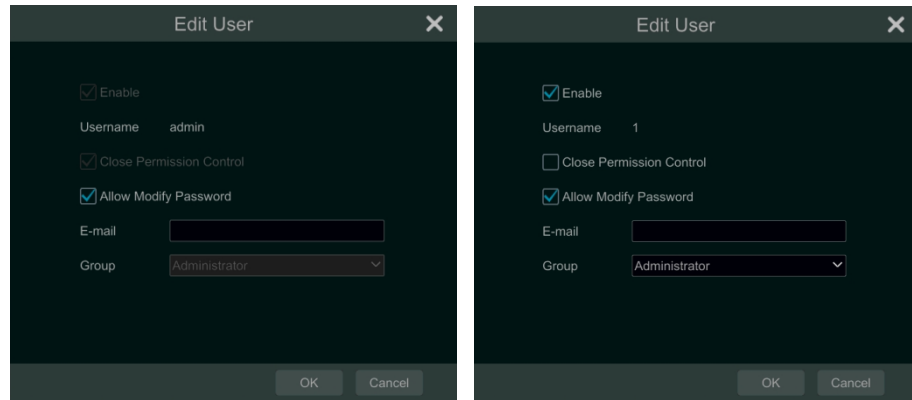 Edit User
Enable
Username admin
Close Permission Control
Allow Modify Password
E-mail
Group Administrator
OK Cancel
Edit User
Enable
Username 1
Close Permission Control
Allow Modify Password
E-mail
Group Administrator
OK Cancel